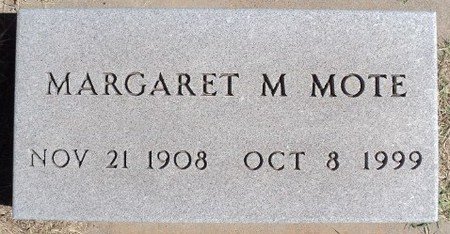 MARGARET M MOTE
NOV 21 1908 OCT 8 1999